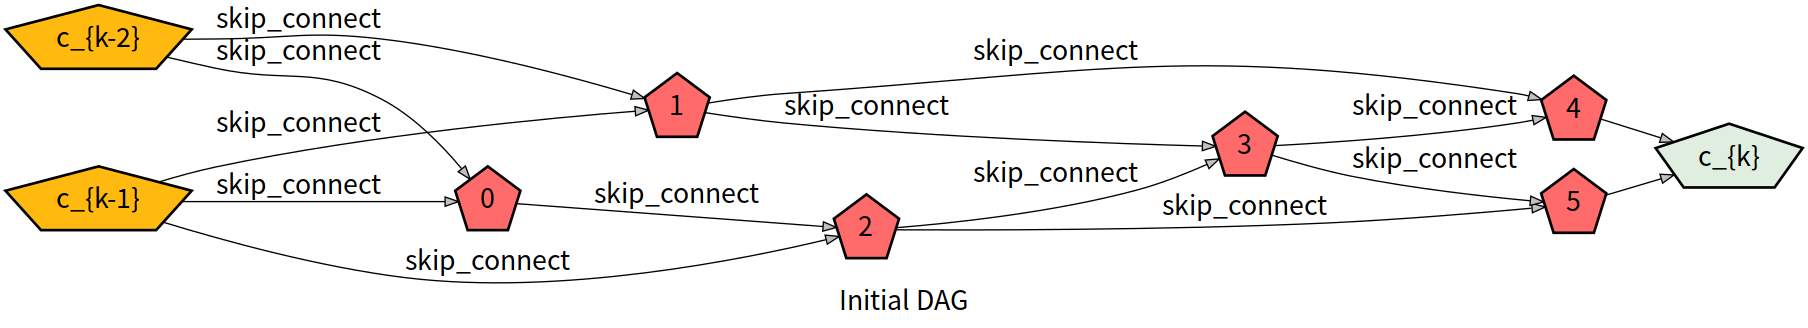 c_{k-2}
skip_connect
skip_connect
skip_connect
c_{k-1}
skip_connect
skip_connect
0
skip_connect
1
skip_connect
skip_connect
2
skip_connect
skip_connect
3
skip_connect
skip_connect
4
5
c_{k}
Initial DAG